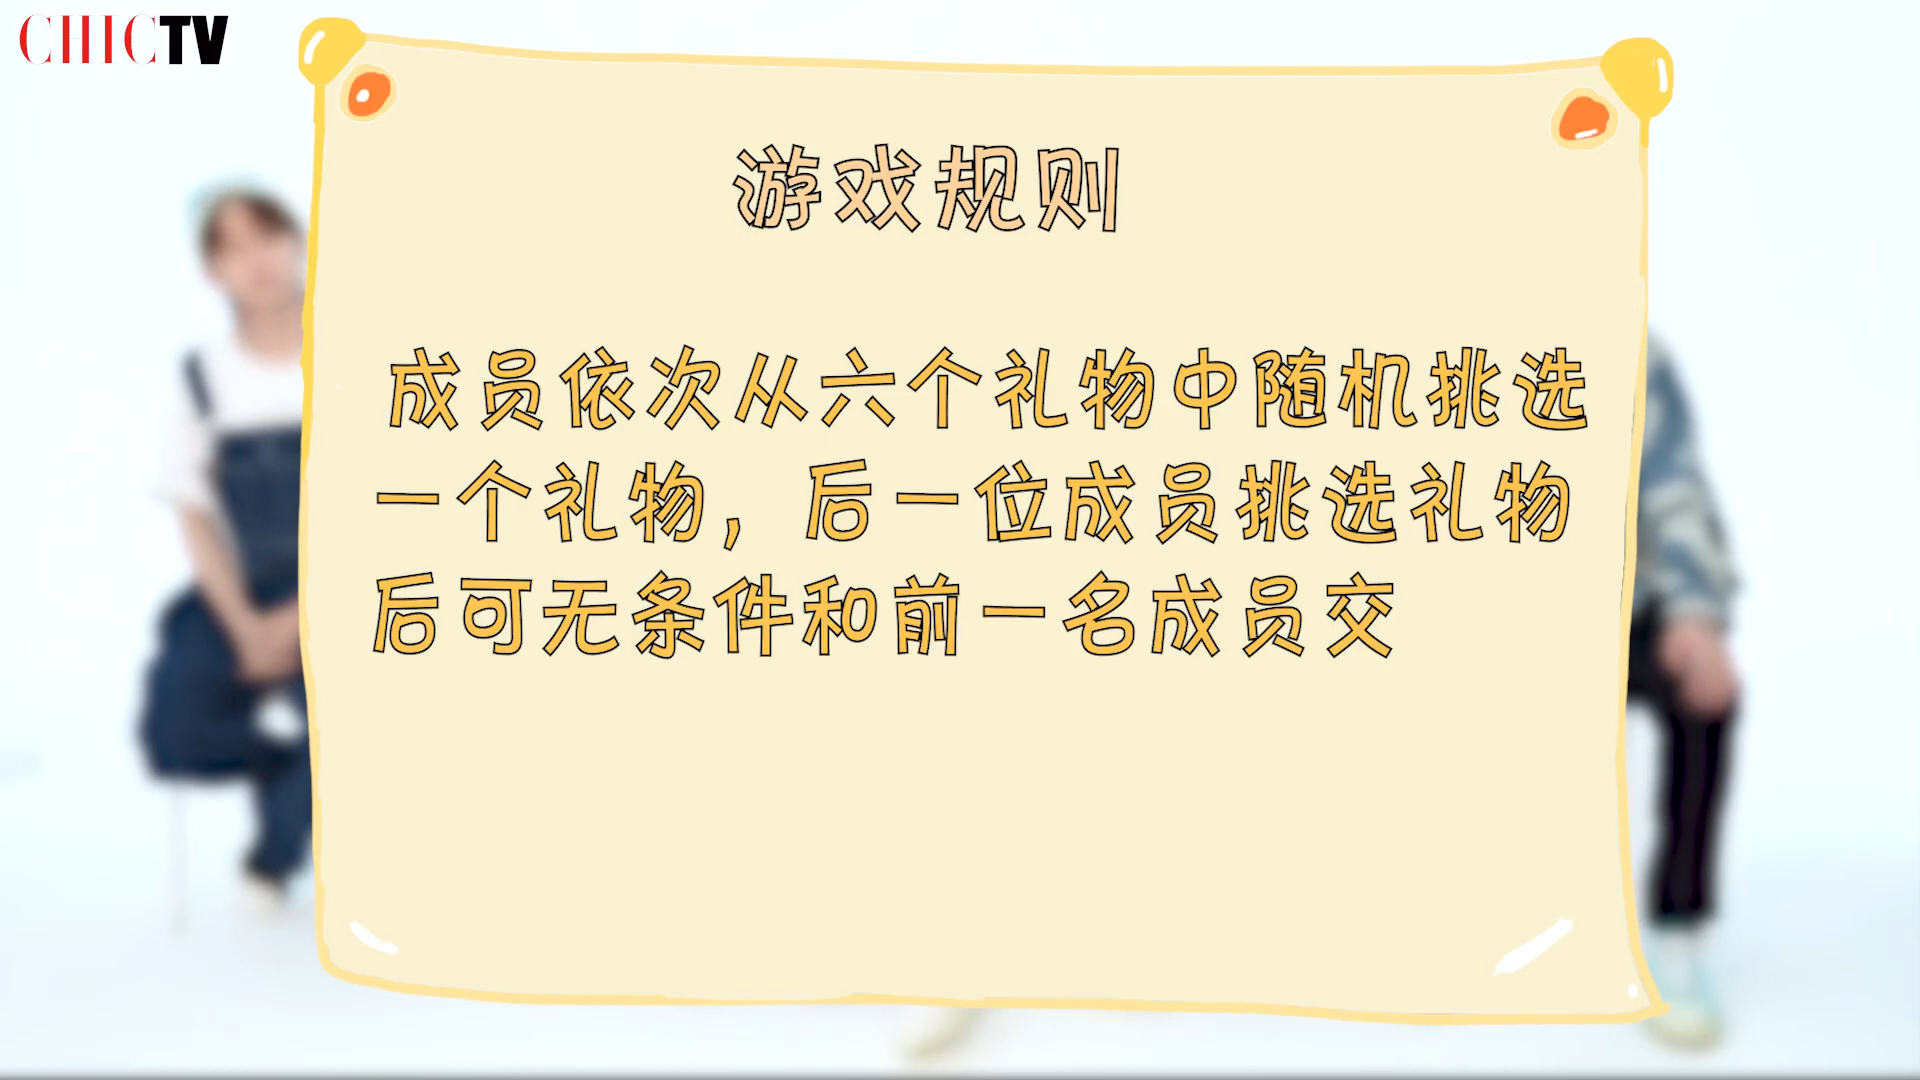 CHICTV
游戏规则
成员依次从六个礼物中随机挑选
一个礼物，后一位成员挑选礼物
后可无条件和前一名成员交